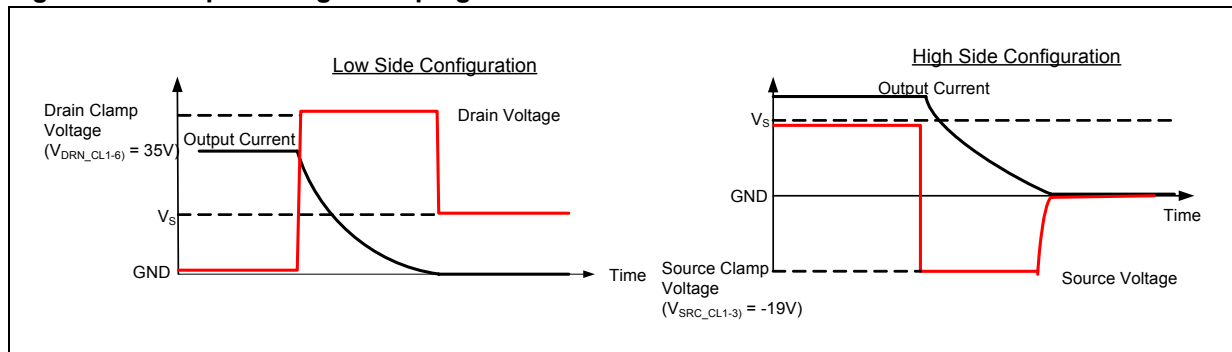 Low Side Configuration
Drain Clamp
Voltage
(V_DRN_CL1-6) = 35V)
Output Current
Drain Voltage
V_S
GND
Time
High Side Configuration
Output Current
V_S
GND
Time
Source Clamp
Voltage
(V_SRC_CL1-3) = -19V)
Source Voltage